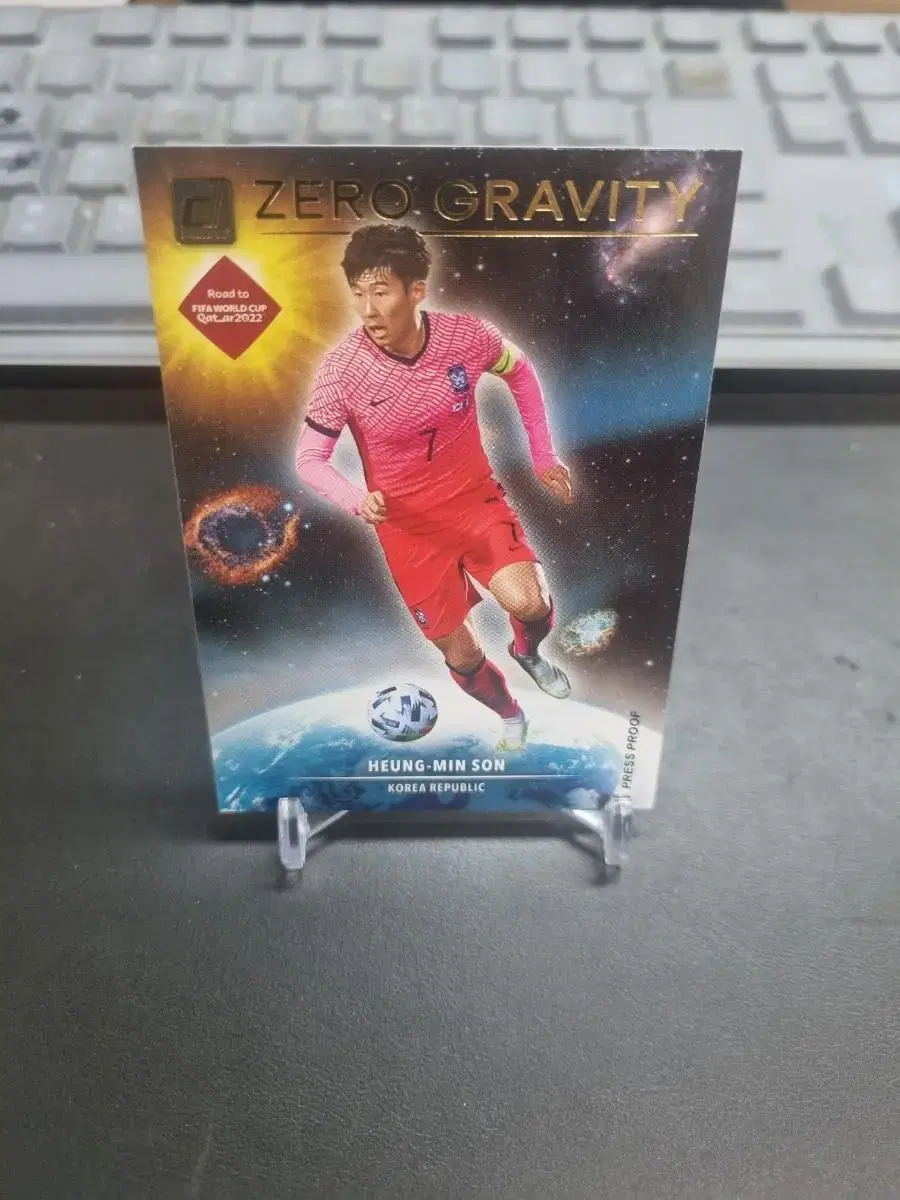 ZERO GRAVITY
Road to
FIFA WORLD CUP
Qatar2022
7
HEUNG-MIN SON
KOREA REPUBLIC
PRESS PROOF